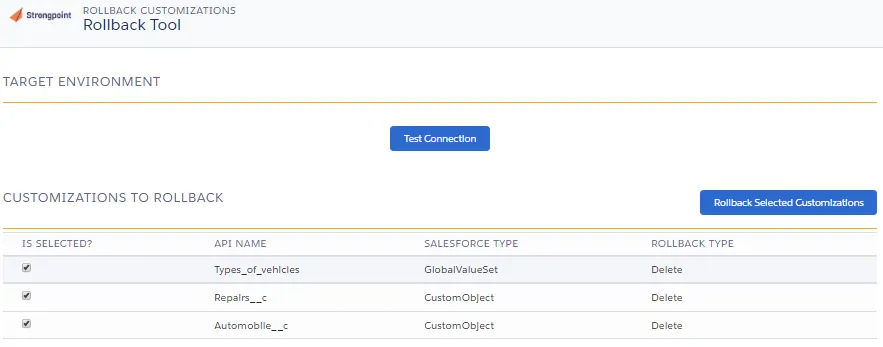 Strongpoint
ROLLBACK CUSTOMIZATIONS
Rollback Tool
TARGET ENVIRONMENT
Test Connection
CUSTOMIZATIONS TO ROLLBACK
Rollback Selected Customizations
IS SELECTED? API NAME SALESFORCE TYPE ROLLBACK TYPE
Types_of_vehicles GlobalValueSet Delete
Repairs__c CustomObject Delete
Automobile__c CustomObject Delete